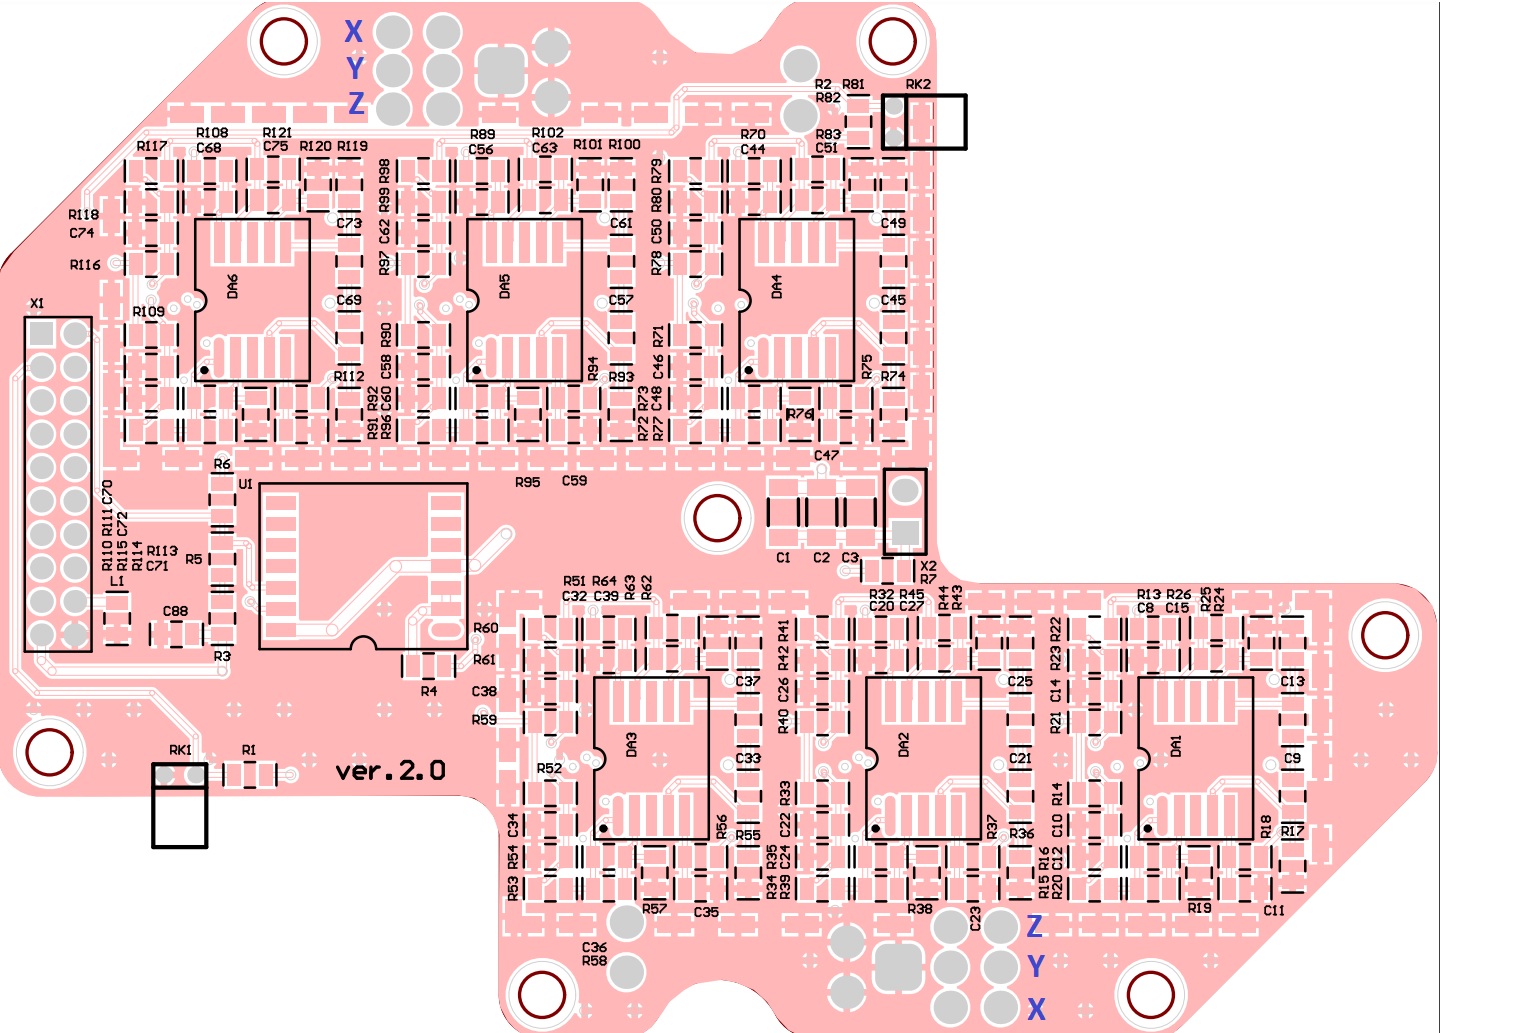 X
Y
Z
R2 R81 RK2
R82
R108 R121 R89 R102 R70 R83
R117 C68 C75 R120 R119 C56 C63 R101 R100 C44 C51
R98 R79
R99 R80
R118 C73 C61 C49
C74 C62 C50
R116 R97 R78
DA6 DA5 DA4
X1 C69 C57 C45
R109
R90 R71
C58 R94 C46 R75
R112 R93 R74
R92 C60 R73 C48
R91 R96 R72 R77 R76
C47
R6
U1 R95 C59
C70
R111 C72
R110 R115 R114 R113
C71 R5
C1 C2 C3
X2
R7
L1
R51 R64 R63 R62 R32 R45 R44 R43 R13 R26 R25 R24
C32 C39 C20 C27 C8 C15
C88 R60 R41 R22
R3 R61 R42 R23
R4 C38 C37 C26 C25 C14 C13
R59 R40 R21
DA3 DA2 DA1
RK1 R1
ver.2.0
R52 C33 C21 C9
R33 R14
C34 R56 C22 R37 C10 R18
R55 R36 R17
R54 R35 C24 R16 C12
R53 R34 R39 R15 R20
R57 C35 R38 C23 R19 C11
Z
C36
R58
Y
X